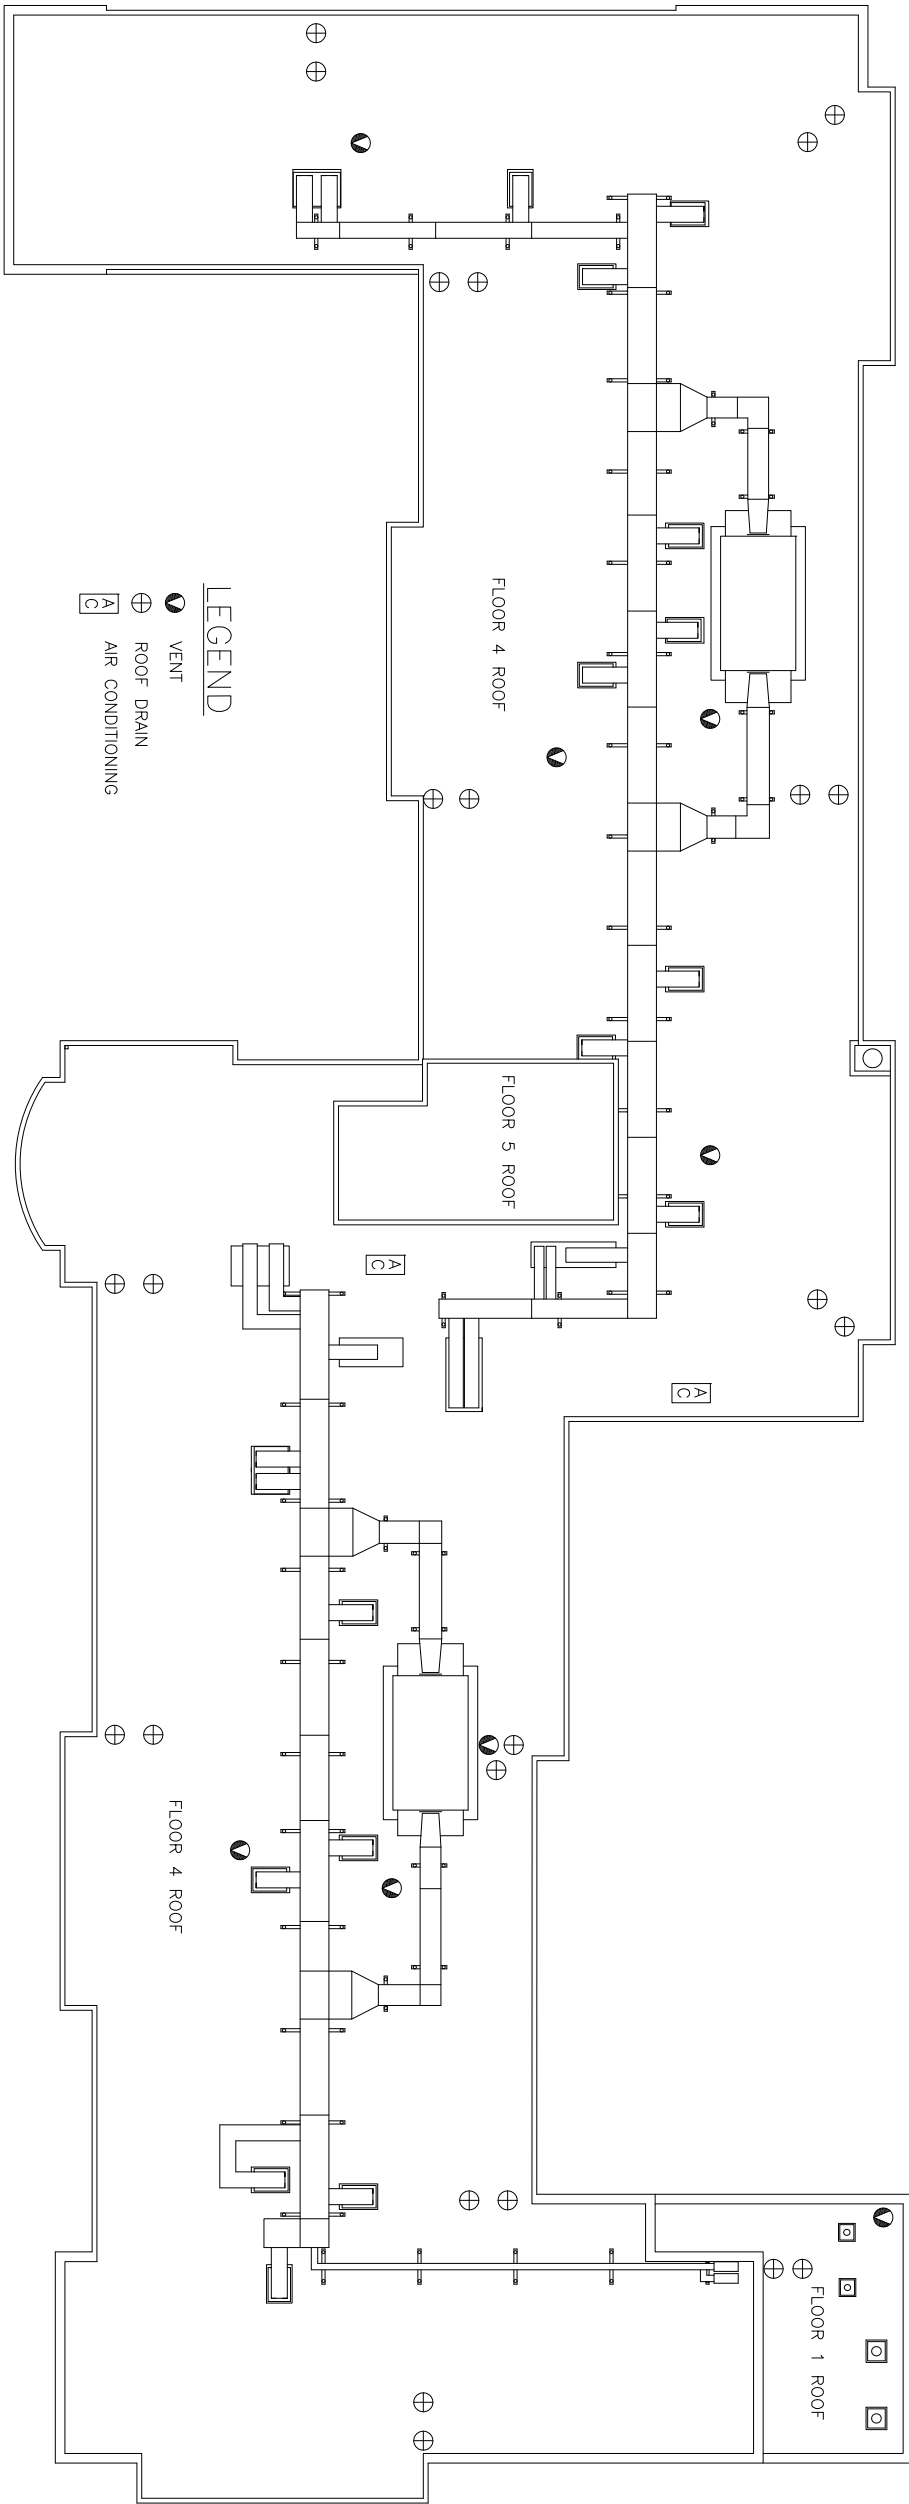 LEGEND
VENT
ROOF DRAIN
A
C
AIR CONDITIONING
FLOOR 4 ROOF
FLOOR 5 ROOF
A
C
A
C
FLOOR 4 ROOF
FLOOR 1 ROOF